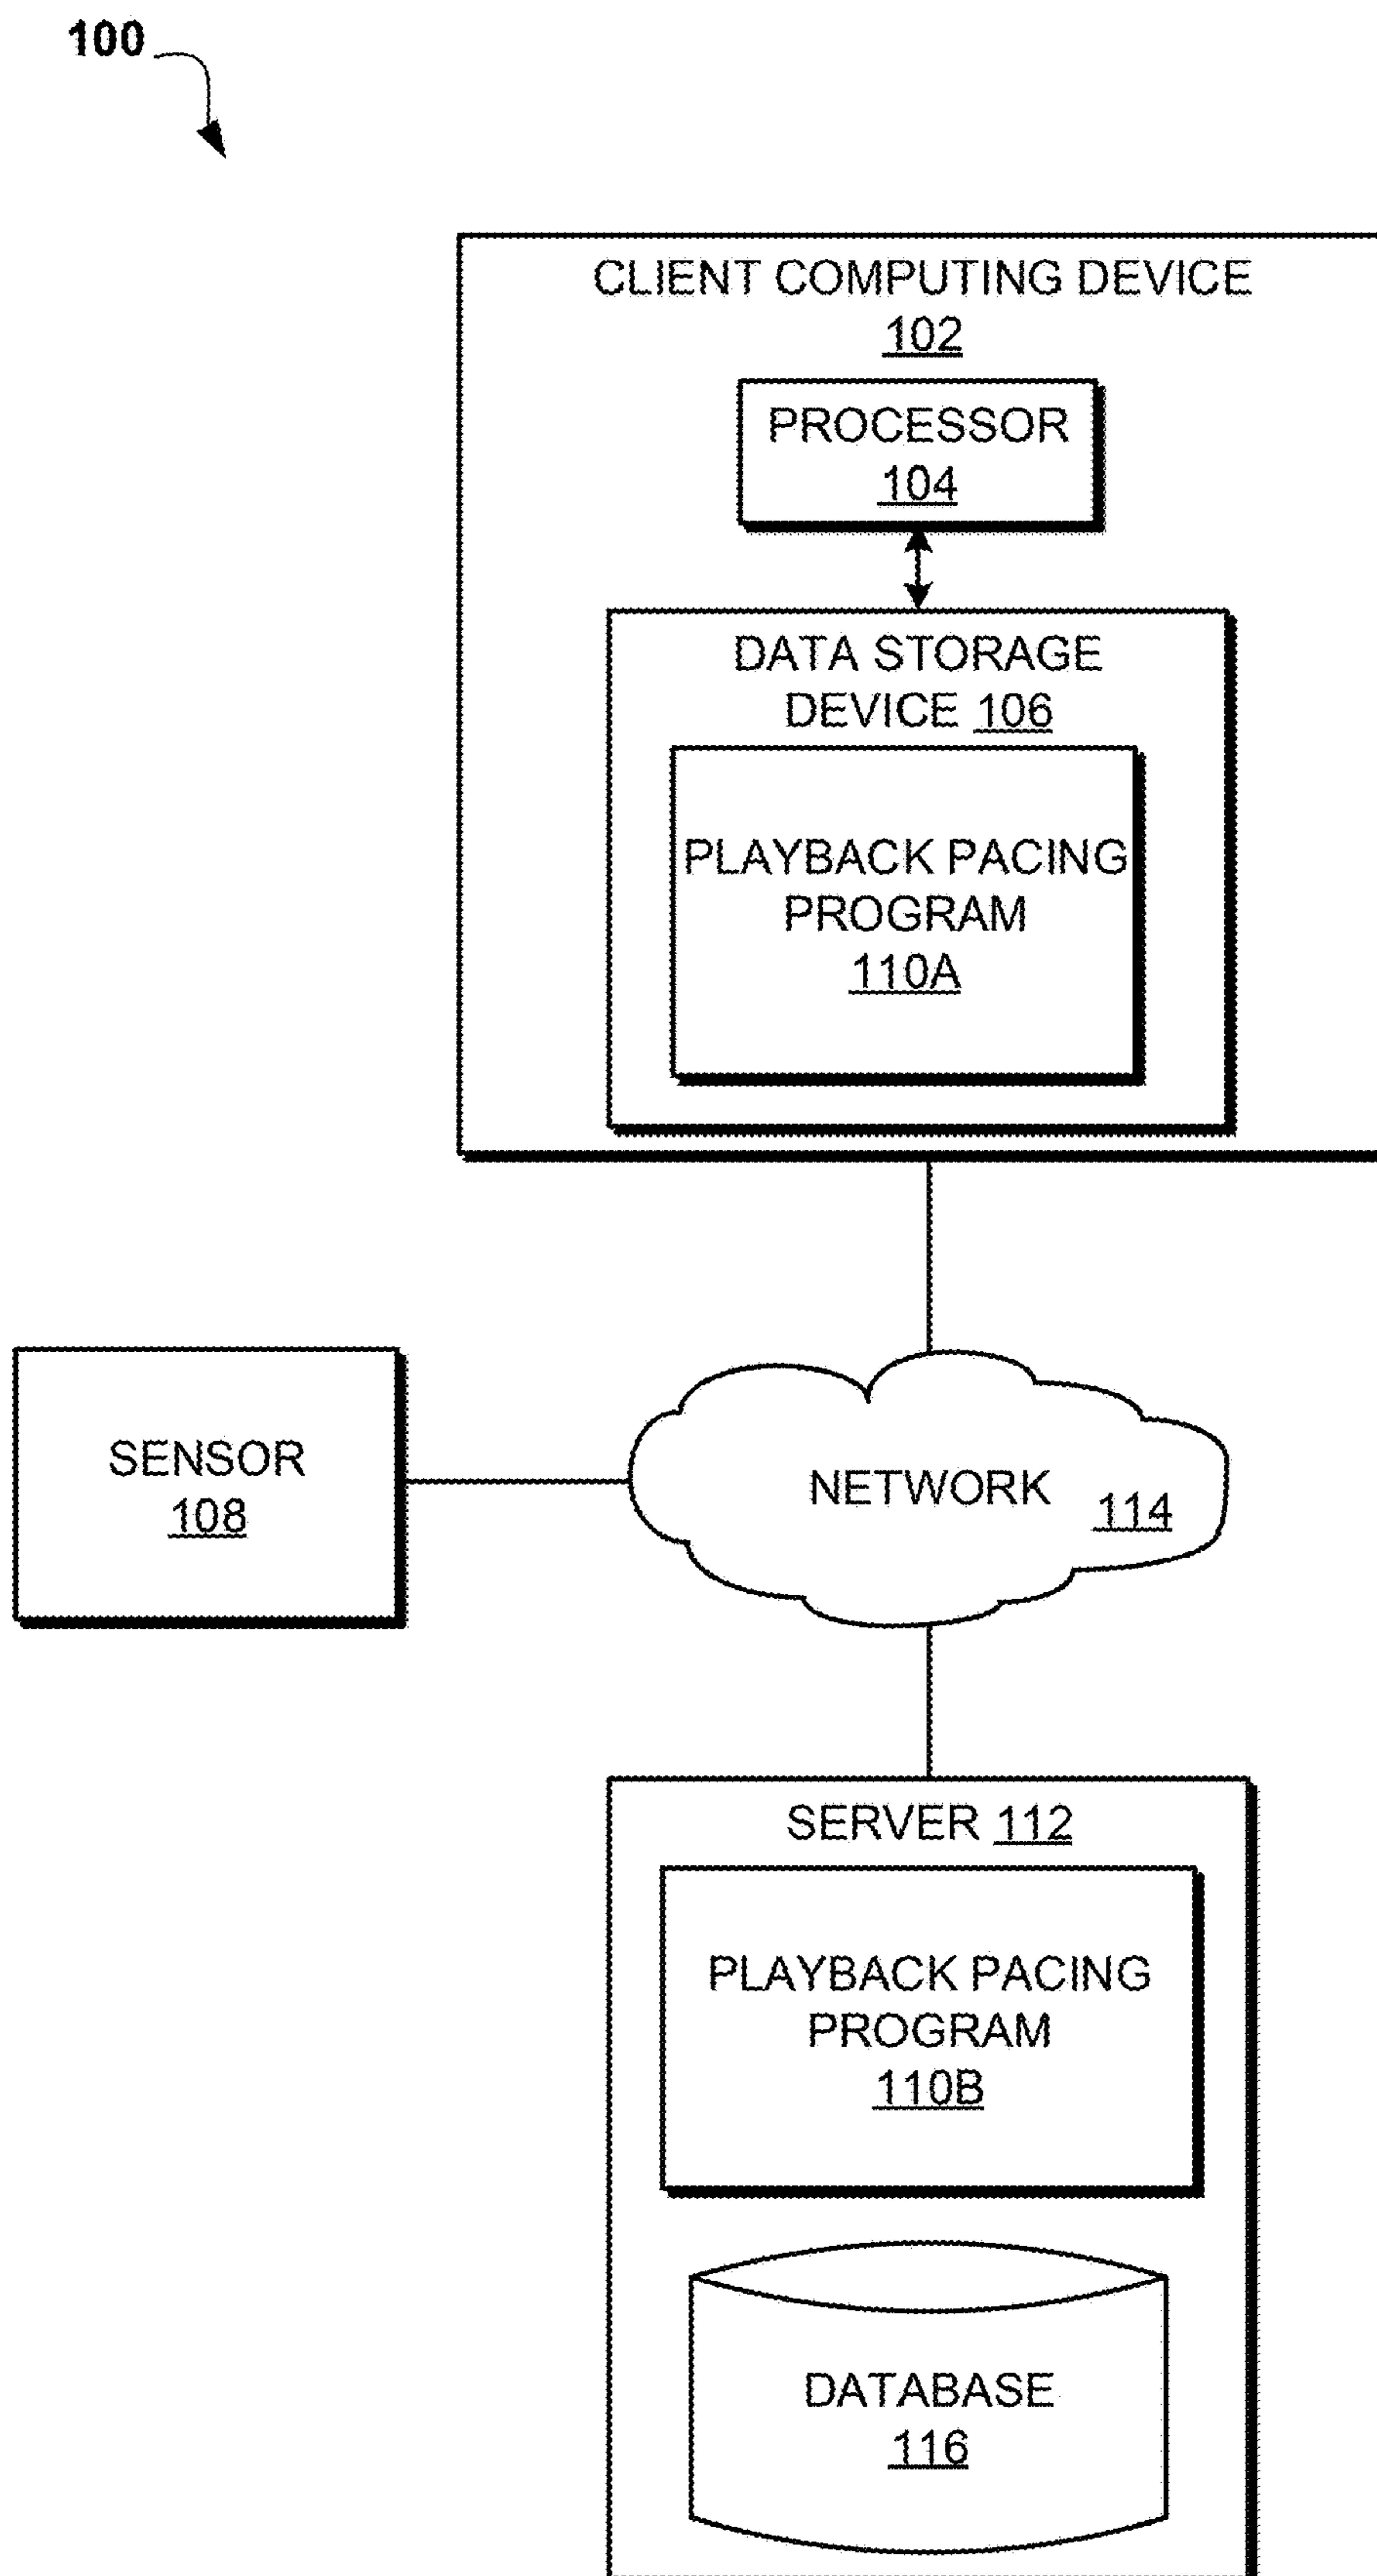 100
CLIENT COMPUTING DEVICE
102
PROCESSOR
104
DATA STORAGE
DEVICE 106
PLAYBACK PACING
PROGRAM
110A
SENSOR
108
NETWORK 114
SERVER 112
PLAYBACK PACING
PROGRAM
110B
DATABASE
116